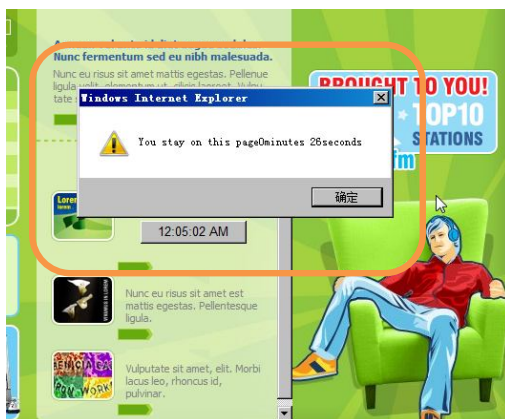 Nunc fermentum sed eu nibh malesuada.
Nunc eu risus sit amet mattis egestas. Pellenue
Windows Internet Explorer
You stay on this page0minutes 26seconds
确定
BROUGHT TO YOU!
TOP10
STATIONS
fm
Lorem
12:05:02 AM
Nunc eu risus sit amet est
mattis egestas. Pellentesque
ligula.
Vulputate sit amet, elit. Morbi
lacus leo, rhoncus id,
pulvinar.